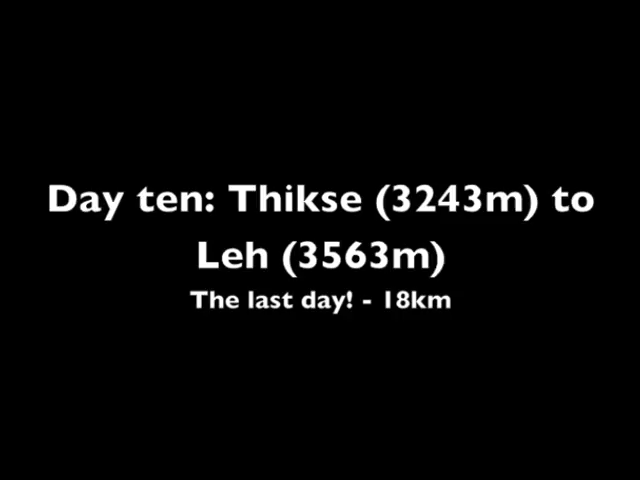 Day ten: Thikse (3243m) to
Leh (3563m)
The last day! - 18km